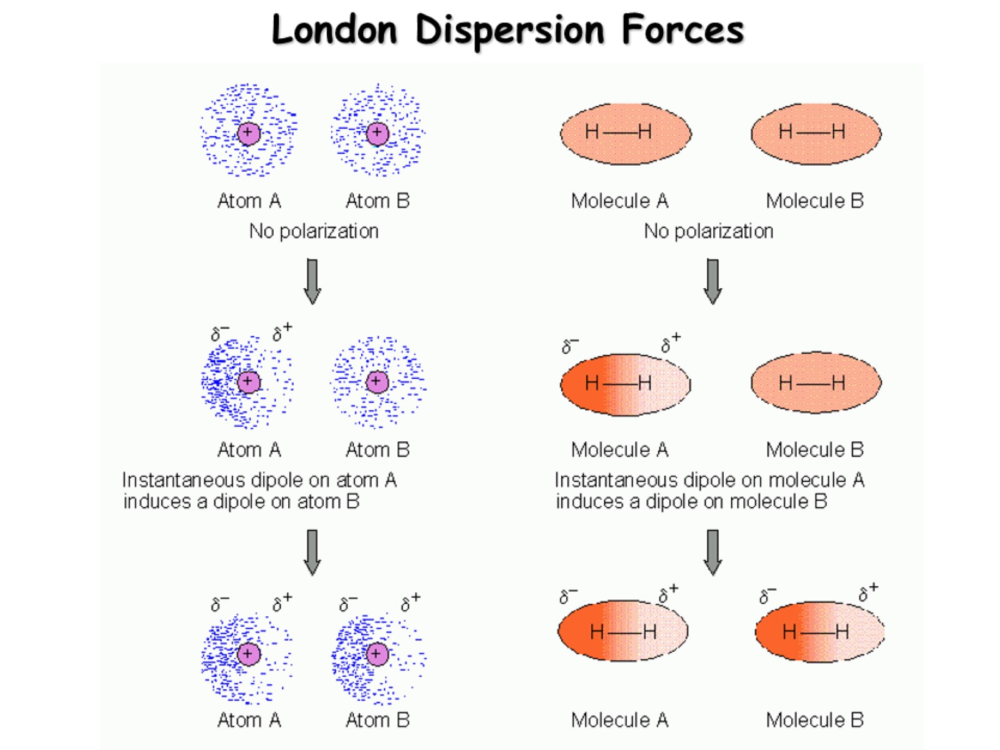 London Dispersion Forces
+ +
H H H H
Atom A Atom B Molecule A Molecule B
No polarization No polarization
δ⁻ δ⁺ δ⁻ δ⁺
+ + H H H H
Atom A Atom B Molecule A Molecule B
Instantaneous dipole on atom A
induces a dipole on atom B
Instantaneous dipole on molecule A
induces a dipole on molecule B
δ⁻ δ⁺ δ⁻ δ⁺ δ⁻ δ⁺ δ⁻ δ⁺
+ + H H H H
Atom A Atom B Molecule A Molecule B